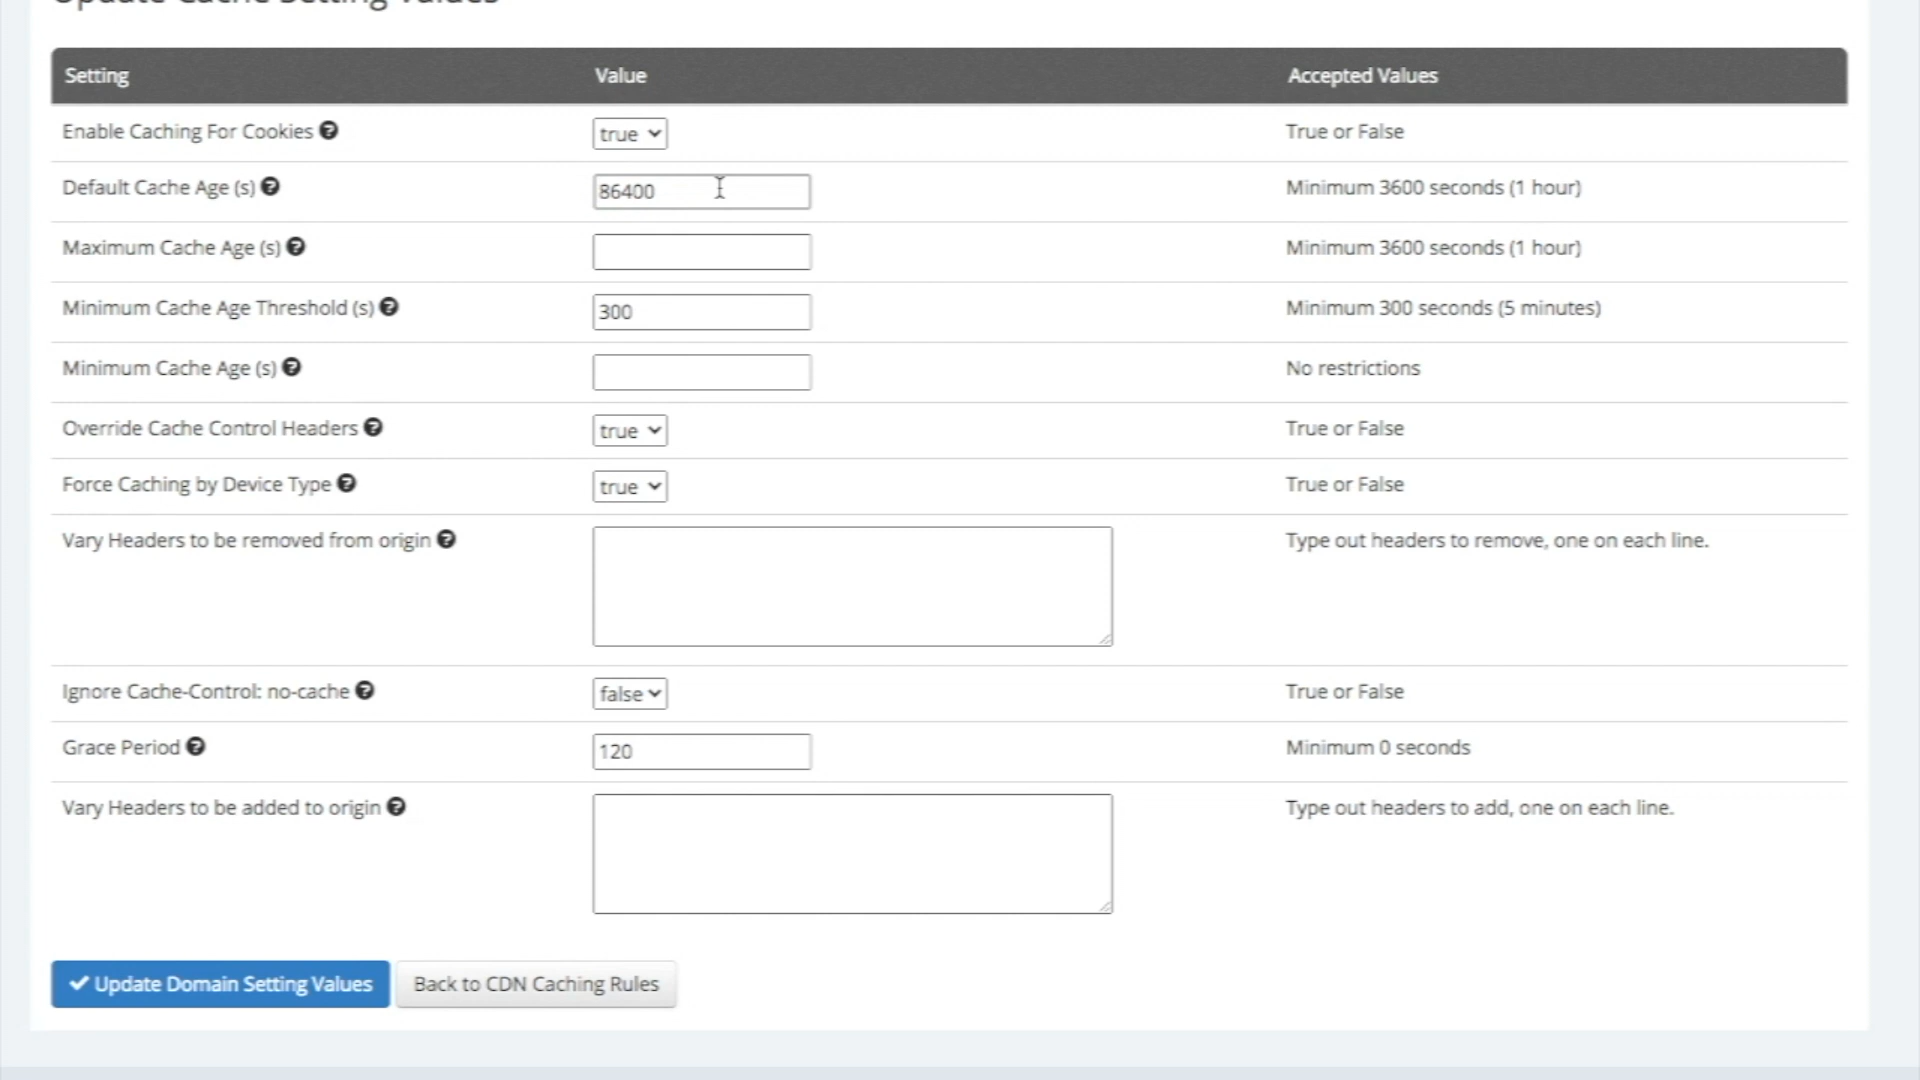 Update Cache Setting Values
Setting Value Accepted Values
Enable Caching For Cookies true True or False
Default Cache Age (s) 86400 Minimum 3600 seconds (1 hour)
Maximum Cache Age (s) Minimum 3600 seconds (1 hour)
Minimum Cache Age Threshold (s) 300 Minimum 300 seconds (5 minutes)
Minimum Cache Age (s) No restrictions
Override Cache Control Headers true True or False
Force Caching by Device Type true True or False
Vary Headers to be removed from origin Type out headers to remove, one on each line.
Ignore Cache-Control: no-cache false True or False
Grace Period 120 Minimum 0 seconds
Vary Headers to be added to origin Type out headers to add, one on each line.
Update Domain Setting Values Back to CDN Caching Rules